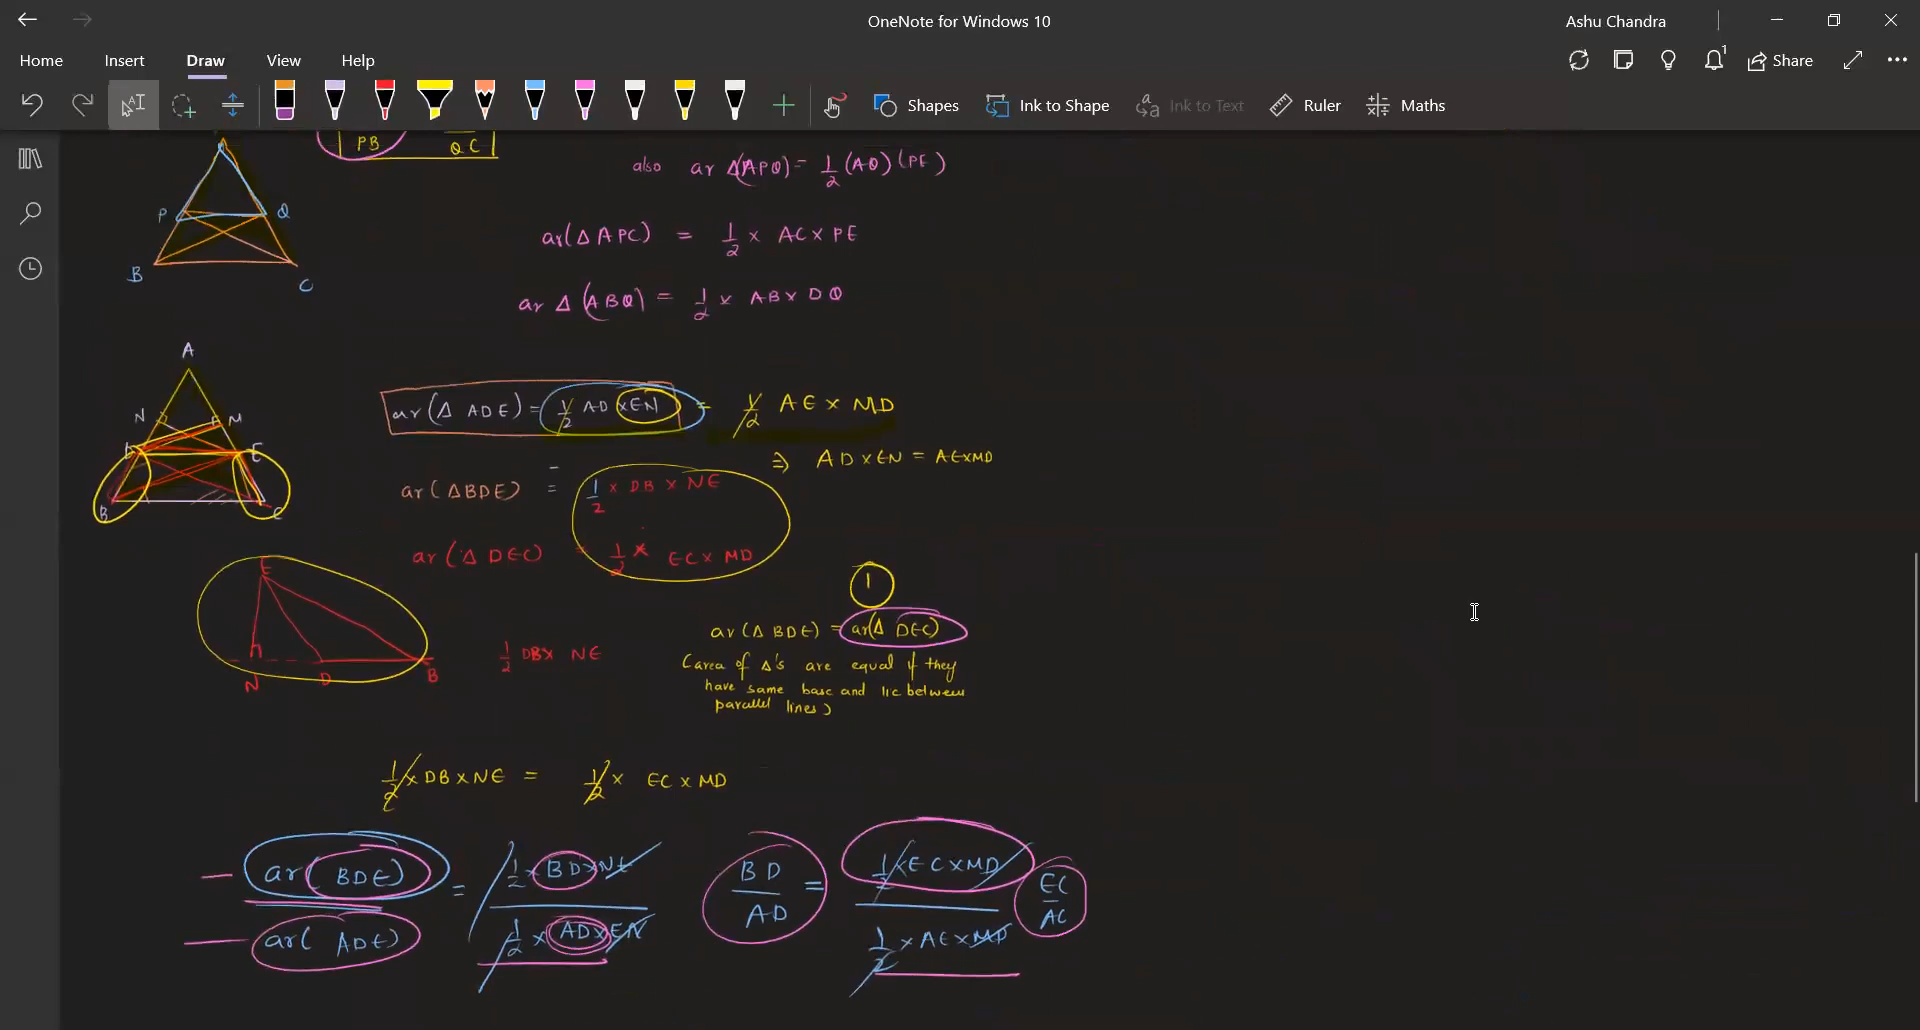 OneNote for Windows 10
Ashu Chandra
Home Insert Draw View Help
1
Share
Shapes
Ink to Shape
Ink to Text
Ruler
Maths
PB
QC
P Q
B
C
also ar Δ(APQ) = 1/2 (AQ) (PE)
ar(Δ APC) = 1/2 × AC × PE
ar Δ (ABQ) = 1/2 × AB × DQ
A
N M
D E
B C
ar(Δ ADE) = 1/2 AD × EN = 1/2 AE × MD
⇒ AD × EN = AE × MD
ar(ΔBDE) = 1/2 × DB × NE
ar(Δ DEC) = 1/2 × EC × MD
E
N D B
1/2 DB × NE
1
ar(Δ BDE) = ar(Δ DEC)
(area of Δ's are equal if they
have same base and lie between
parallel lines)
1/2 × DB × NE = 1/2 × EC × MD
ar( BDE) = 1/2 × BD × NE BD = 1/2 × EC × MD EC
ar( ADE) 1/2 × AD × EN AD 1/2 × AE × MD AC